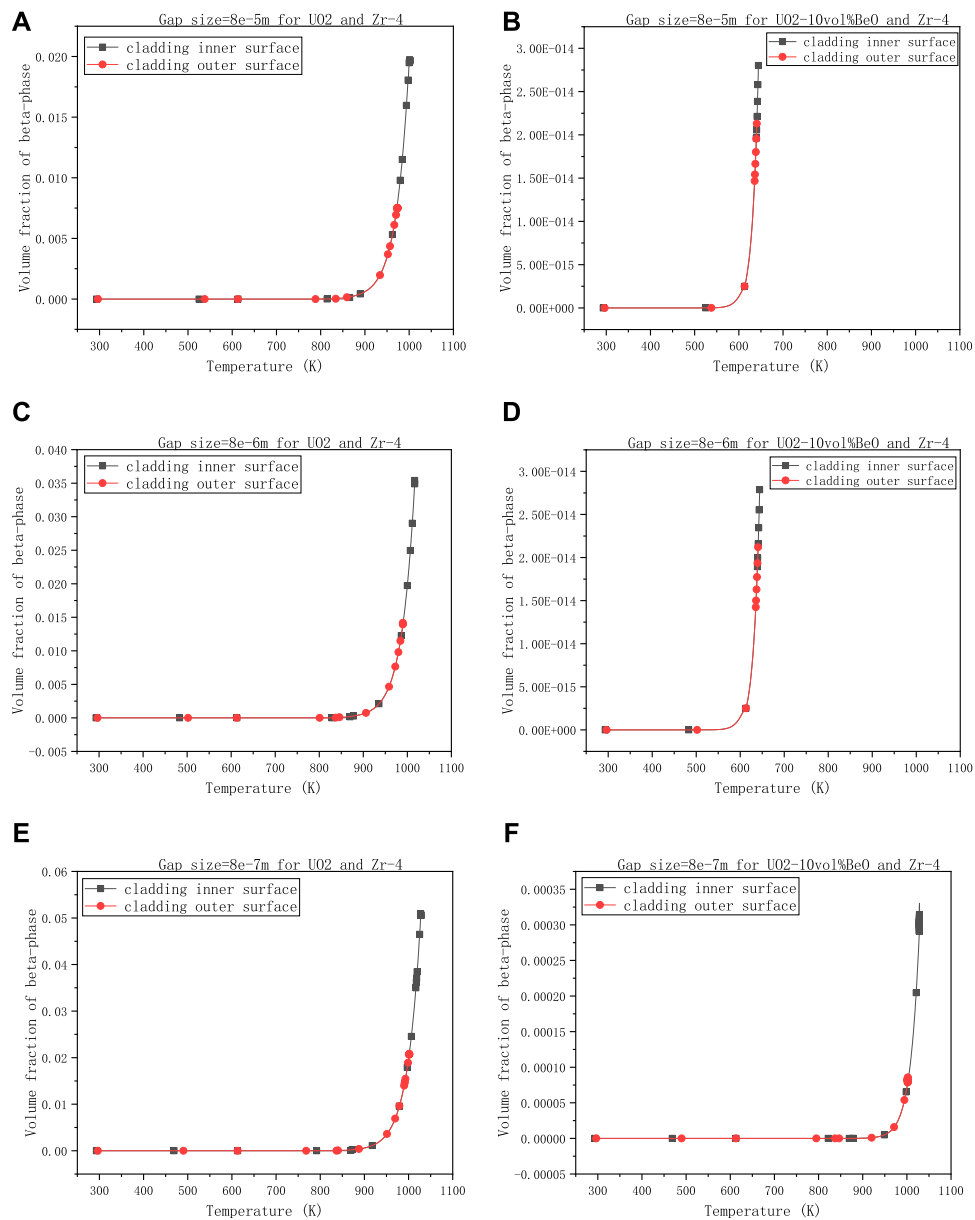 A
Gap size=8e-5m for UO2 and Zr-4
cladding inner surface
cladding outer surface
Volume fraction of beta-phase
0.020
0.015
0.010
0.005
0.000
300 400 500 600 700 800 900 1000 1100
Temperature (K)
B
Gap size=8e-5m for UO2-10vol%BeO and Zr-4
cladding inner surface
cladding outer surface
Volume fraction of beta-phase
3.00E-014
2.50E-014
2.00E-014
1.50E-014
1.00E-014
5.00E-015
0.00E+000
300 400 500 600 700 800 900 1000 1100
Temperature (K)
C
Gap size=8e-6m for UO2 and Zr-4
cladding inner surface
cladding outer surface
Volume fraction of beta-phase
0.040
0.035
0.030
0.025
0.020
0.015
0.010
0.005
0.000
-0.005
300 400 500 600 700 800 900 1000 1100
Temperature (K)
D
Gap size=8e-6m for UO2-10vol%BeO and Zr-4
cladding inner surface
cladding outer surface
Volume fraction of beta-phase
3.00E-014
2.50E-014
2.00E-014
1.50E-014
1.00E-014
5.00E-015
0.00E+000
300 400 500 600 700 800 900 1000 1100
Temperature (K)
E
Gap size=8e-7m for UO2 and Zr-4
cladding inner surface
cladding outer surface
Volume fraction of beta-phase
0.06
0.05
0.04
0.03
0.02
0.01
0.00
300 400 500 600 700 800 900 1000 1100
Temperature (K)
F
Gap size=8e-7m for UO2-10vol%BeO and Zr-4
cladding inner surface
cladding outer surface
Volume fraction of beta-phase
0.00035
0.00030
0.00025
0.00020
0.00015
0.00010
0.00005
0.00000
-0.00005
300 400 500 600 700 800 900 1000 1100
Temperature (K)